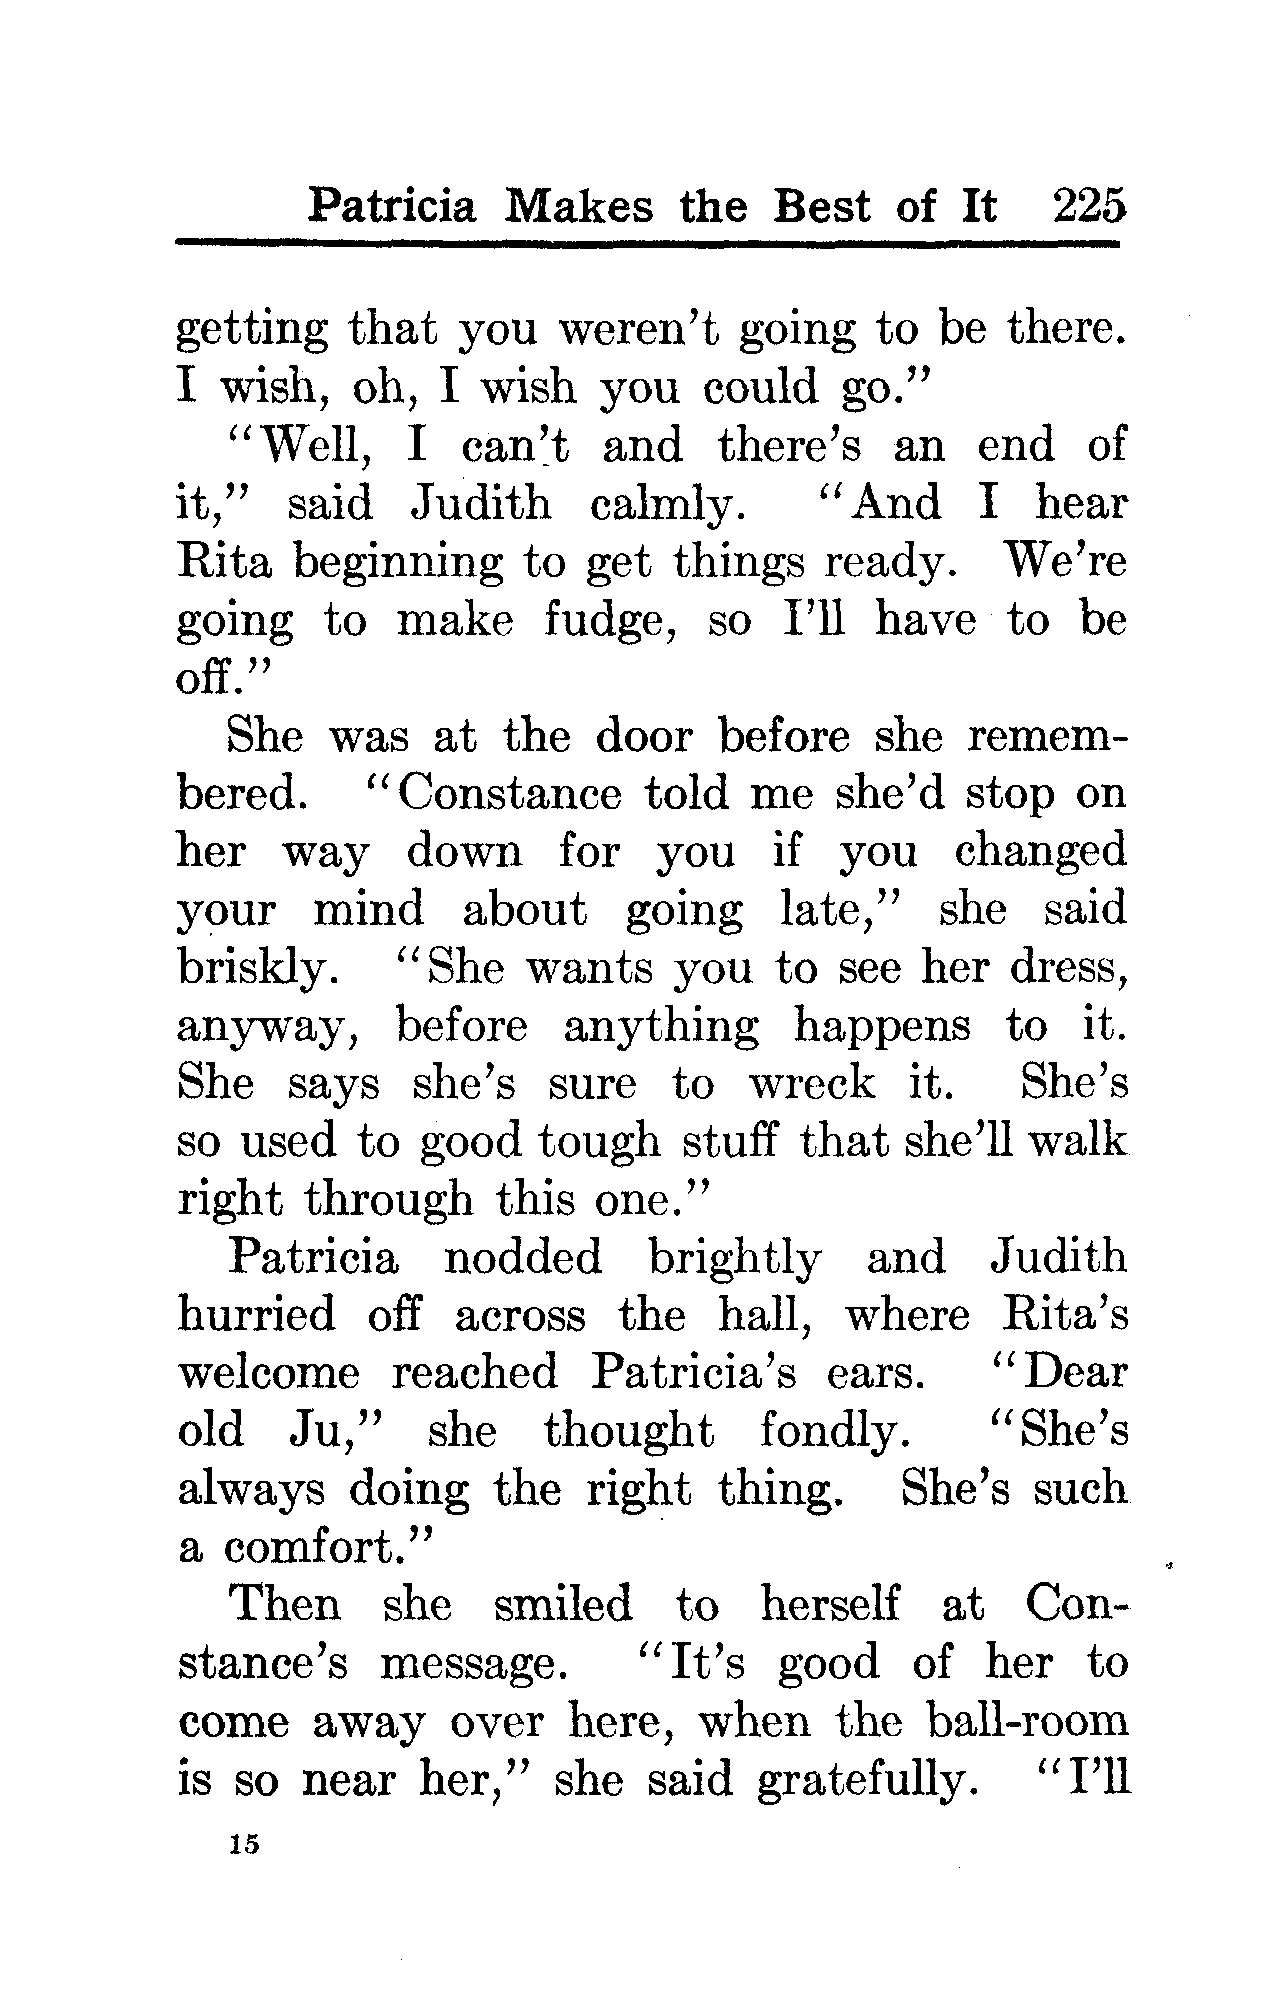 Patricia Makes the Best of It 225
getting that you weren't going to be there.
I wish, oh, I wish you could go."
"Well, I can't and there's an end of
it," said Judith calmly. "And I hear
Rita beginning to get things ready. We're
going to make fudge, so I'll have to be
off."
She was at the door before she remem-
bered. "Constance told me she'd stop on
her way down for you if you changed
your mind about going late," she said
briskly. "She wants you to see her dress,
anyway, before anything happens to it.
She says she's sure to wreck it. She's
so used to good tough stuff that she'll walk
right through this one."
Patricia nodded brightly and Judith
hurried off across the hall, where Rita's
welcome reached Patricia's ears. "Dear
old Ju," she thought fondly. "She's
always doing the right thing. She's such
a comfort."
Then she smiled to herself at Con-
stance's message. "It's good of her to
come away over here, when the ball-room
is so near her," she said gratefully. "I'll
15